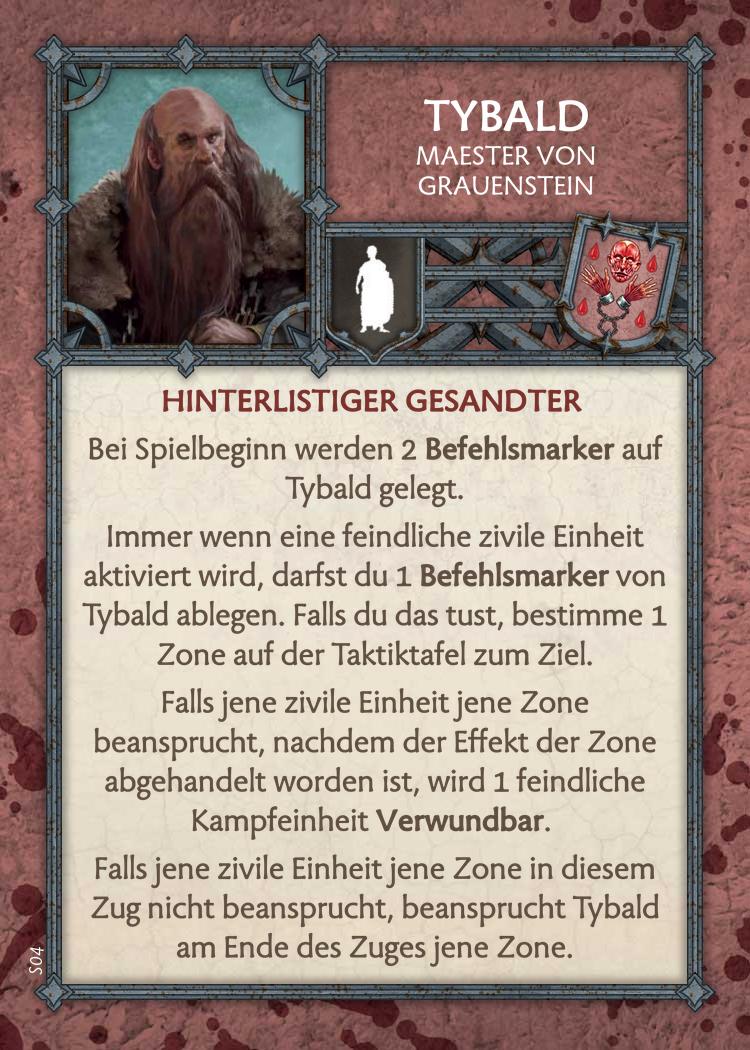 TYBALD
MAESTER VON
GRAUENSTEIN
HINTERLISTIGER GESANDTER
Bei Spielbeginn werden 2 Befehlsmarker auf
Tybald gelegt.
Immer wenn eine feindliche zivile Einheit
aktiviert wird, darfst du 1 Befehlsmarker von
Tybald ablegen. Falls du das tust, bestimme 1
Zone auf der Taktiktafel zum Ziel.
Falls jene zivile Einheit jene Zone
beansprucht, nachdem der Effekt der Zone
abgehandelt worden ist, wird 1 feindliche
Kampfeinheit Verwundbar.
Falls jene zivile Einheit jene Zone in diesem
Zug nicht beansprucht, beansprucht Tybald
am Ende des Zuges jene Zone.
S04